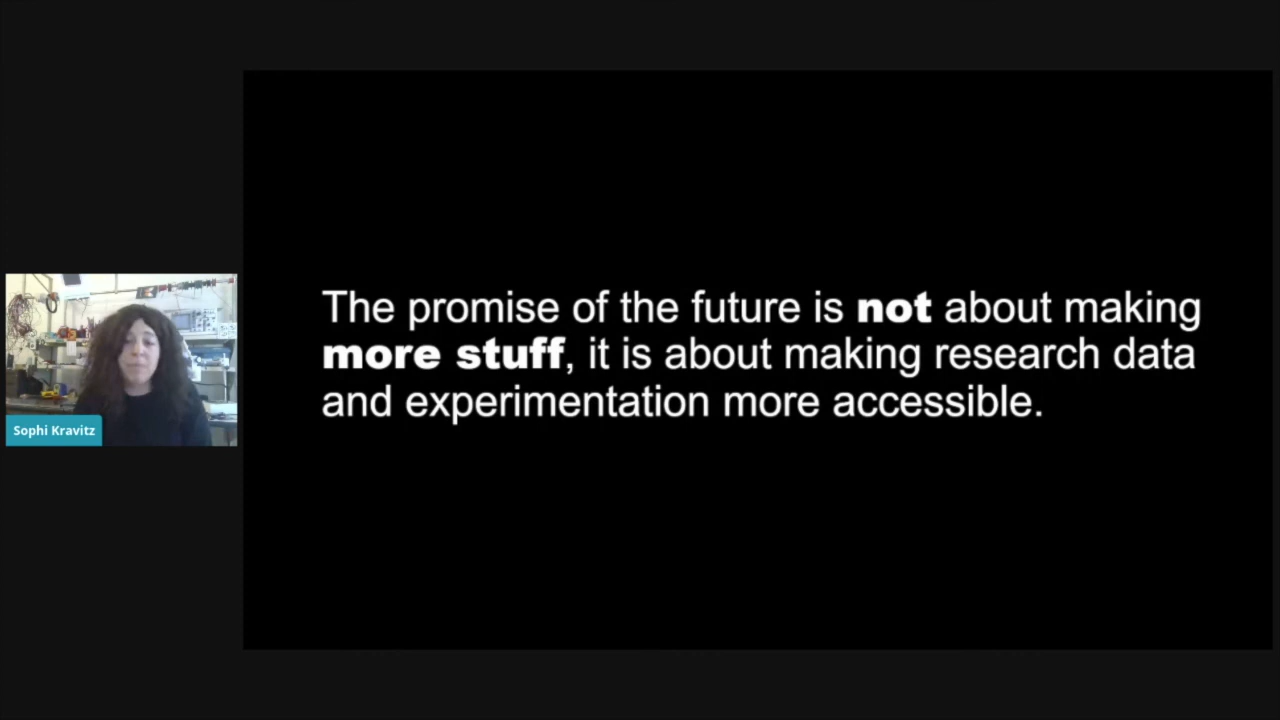 The promise of the future is not about making
more stuff, it is about making research data
and experimentation more accessible.
Sophi Kravitz